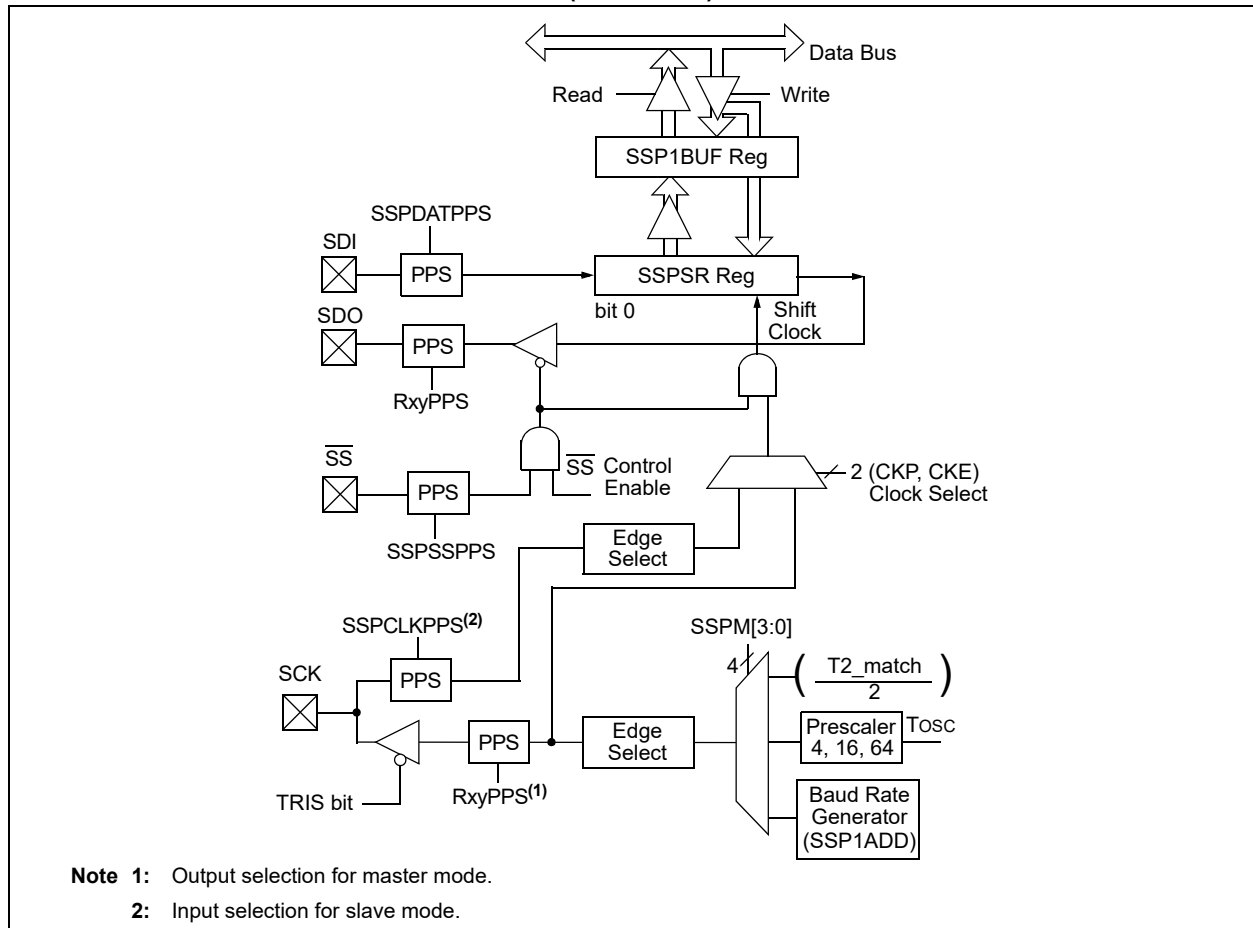 Data Bus
Read
Write
SSP1BUF Reg
SSPDATPPS
SDI
PPS
SSPSR Reg
bit 0
Shift
Clock
SDO
PPS
RxyPPS
SS
SS Control
Enable
2 (CKP, CKE)
Clock Select
PPS
SSPSSPPS
Edge
Select
SSPCLKPPS(2)
SSPM[3:0]
4
( T2_match
2 )
SCK
PPS
PPS
Edge
Select
Prescaler
4, 16, 64
TOSC
TRIS bit
RxyPPS(1)
Baud Rate
Generator
(SSP1ADD)
Note 1: Output selection for master mode.
2: Input selection for slave mode.